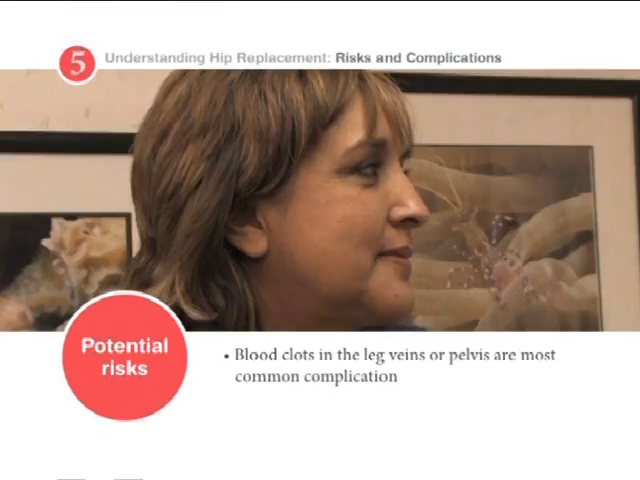 5 Understanding Hip Replacement: Risks and Complications
Potential
risks
• Blood clots in the leg veins or pelvis are most
common complication